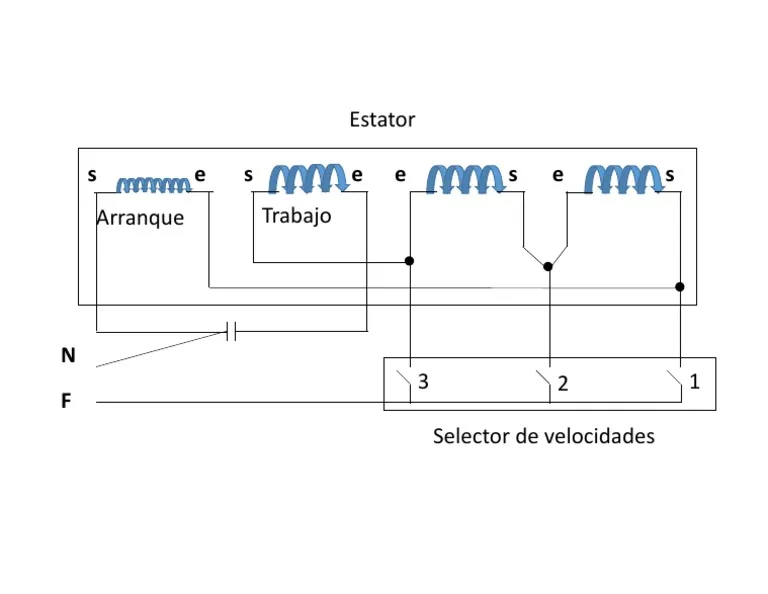 Estator
s e s e e s e s
Arranque Trabajo
N
3 2 1
F
Selector de velocidades